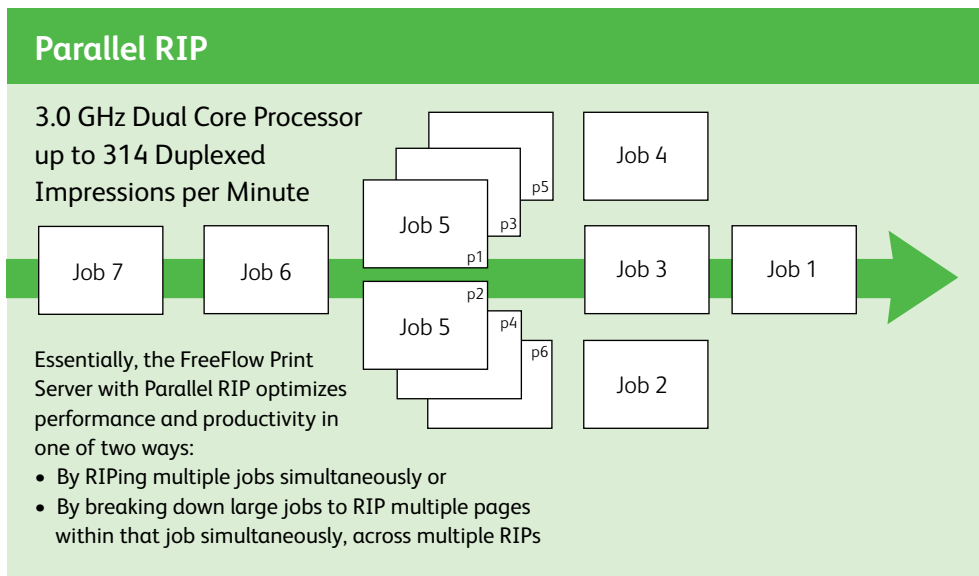 Parallel RIP
3.0 GHz Dual Core Processor
up to 314 Duplexed
Impressions per Minute
p5
p3
Job 5
p1
Job 4
Job 7
Job 6
Job 3
Job 1
p2
Job 5
p4
p6
Job 2
Essentially, the FreeFlow Print
Server with Parallel RIP optimizes
performance and productivity in
one of two ways:
• By RIPing multiple jobs simultaneously or
• By breaking down large jobs to RIP multiple pages
within that job simultaneously, across multiple RIPs